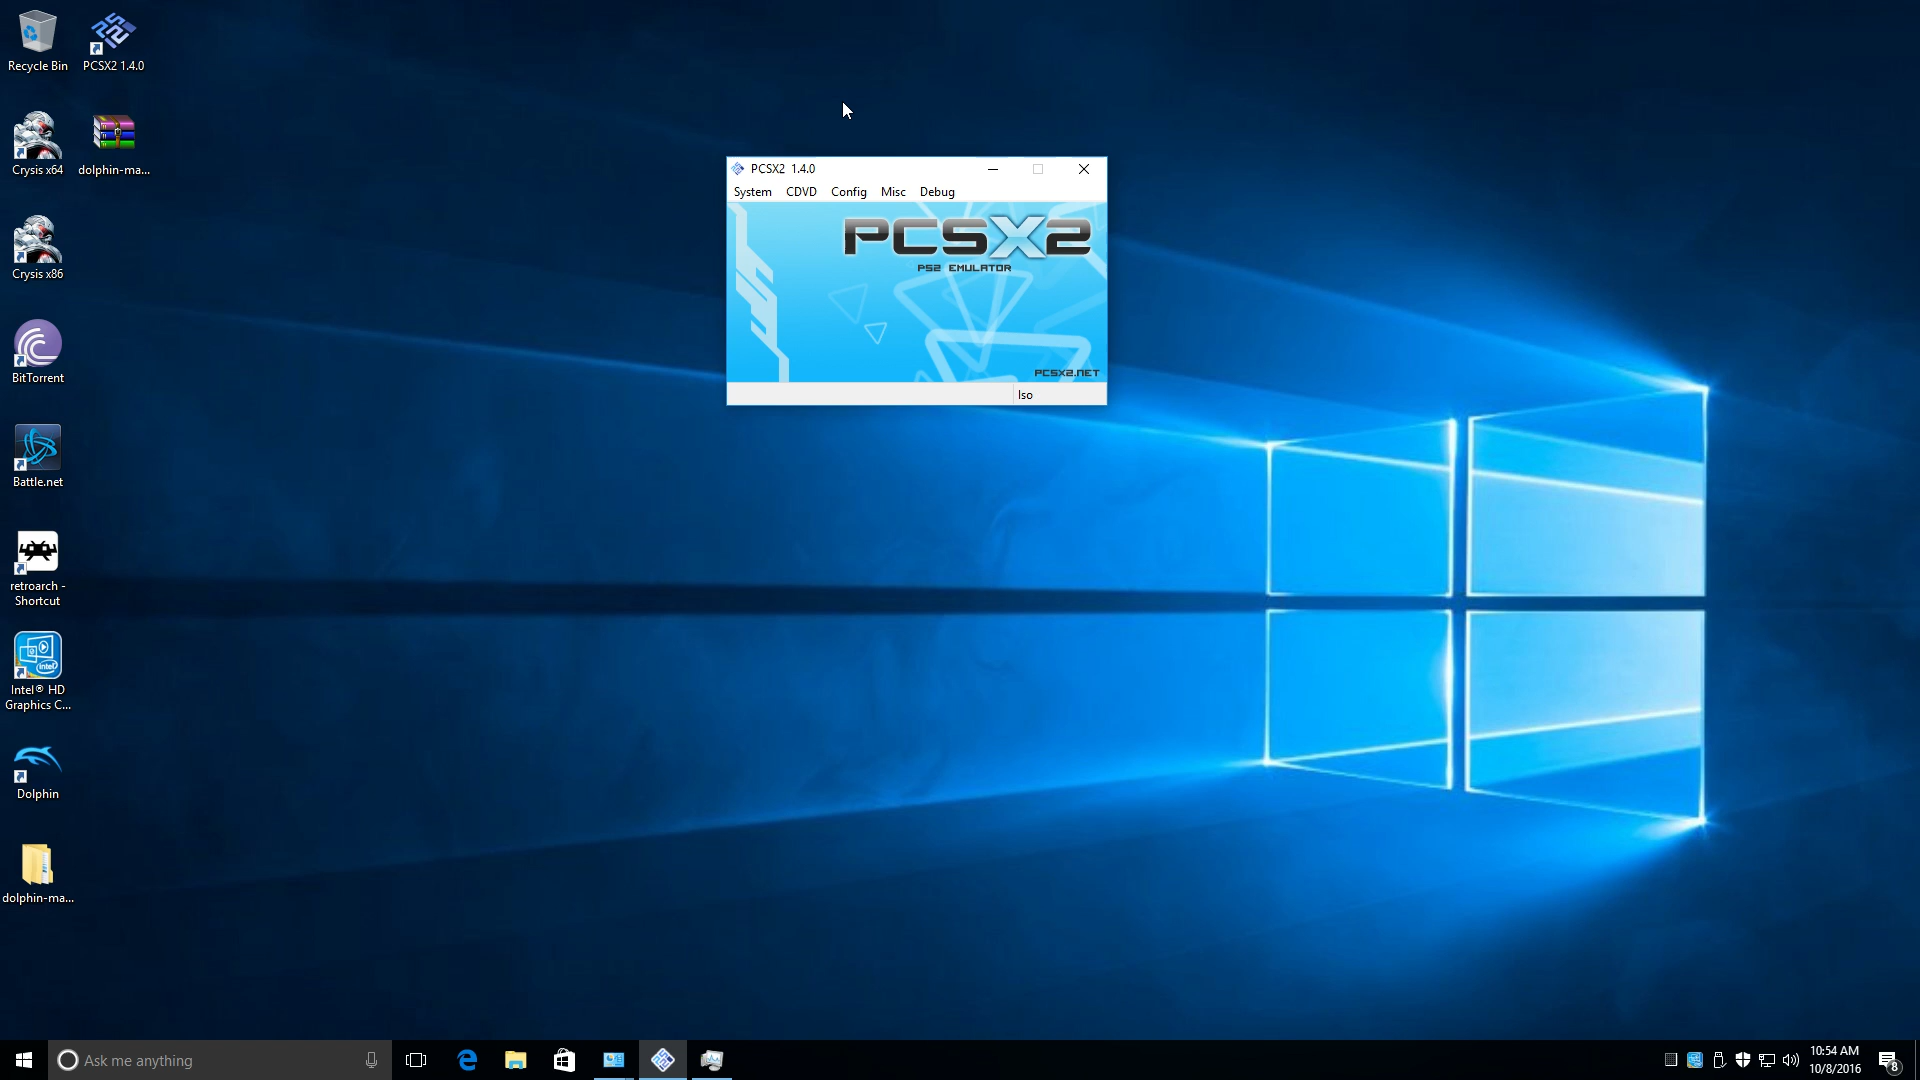 Recycle Bin
PCSX2 1.4.0
Crysis x64
dolphin-ma...
Crysis x86
BitTorrent
Battle.net
retroarch -
Shortcut
intel
Intel® HD
Graphics C...
Dolphin
dolphin-ma...
PCSX2 1.4.0
System CDVD Config Misc Debug
PCSX2
PS2 EMULATOR
PCSX2.NET
Iso
Ask me anything
10:54 AM
10/8/2016
8